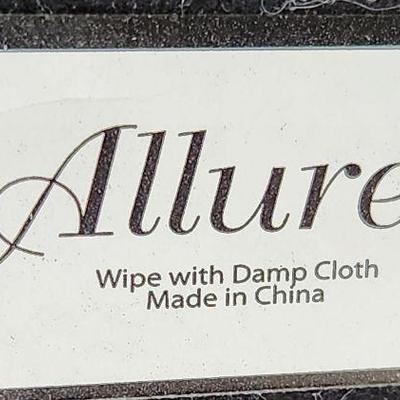 Allure
Wipe with Damp Cloth
Made in China